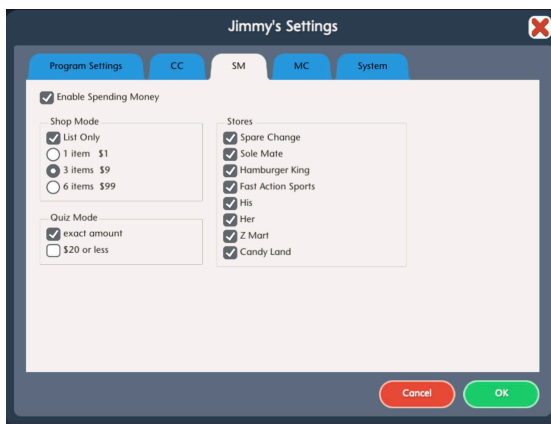 Jimmy's Settings
Program Settings CC SM MC System
Enable Spending Money
Shop Mode
List Only
1 item $1
3 items $9
6 items $99
Quiz Mode
exact amount
$20 or less
Stores
Spare Change
Sole Mate
Hamburger King
Fast Action Sports
His
Her
Z Mart
Candy Land
Cancel OK